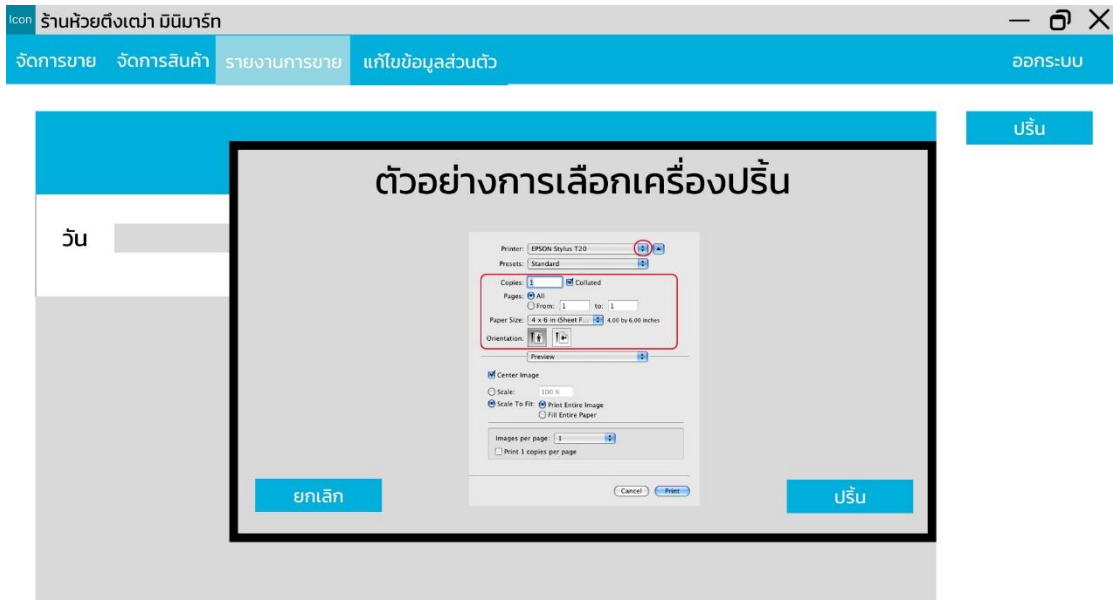 Icon ร้านห้วยตึงเฒ่า มินิมาร์ท
จัดการขาย จัดการสินค้า รายงานการขาย แก้ไขข้อมูลส่วนตัว ออกระบบ
ปริ้น
ตัวอย่างการเลือกเครื่องปริ้น
วัน
Printer: EPSON Stylus T20
Presets: Standard
Copies: 1 Collated
Pages: All
From: 1 to: 1
Paper Size: 4 x 6 in (Sheet F... 4.00 by 6.00 inches
Orientation:
Preview
Center Image
Scale: 100 %
Scale To Fit: Print Entire Image
Fill Entire Paper
Images per page: 1
Print 1 copies per page
Cancel Print
ยกเลิก ปริ้น